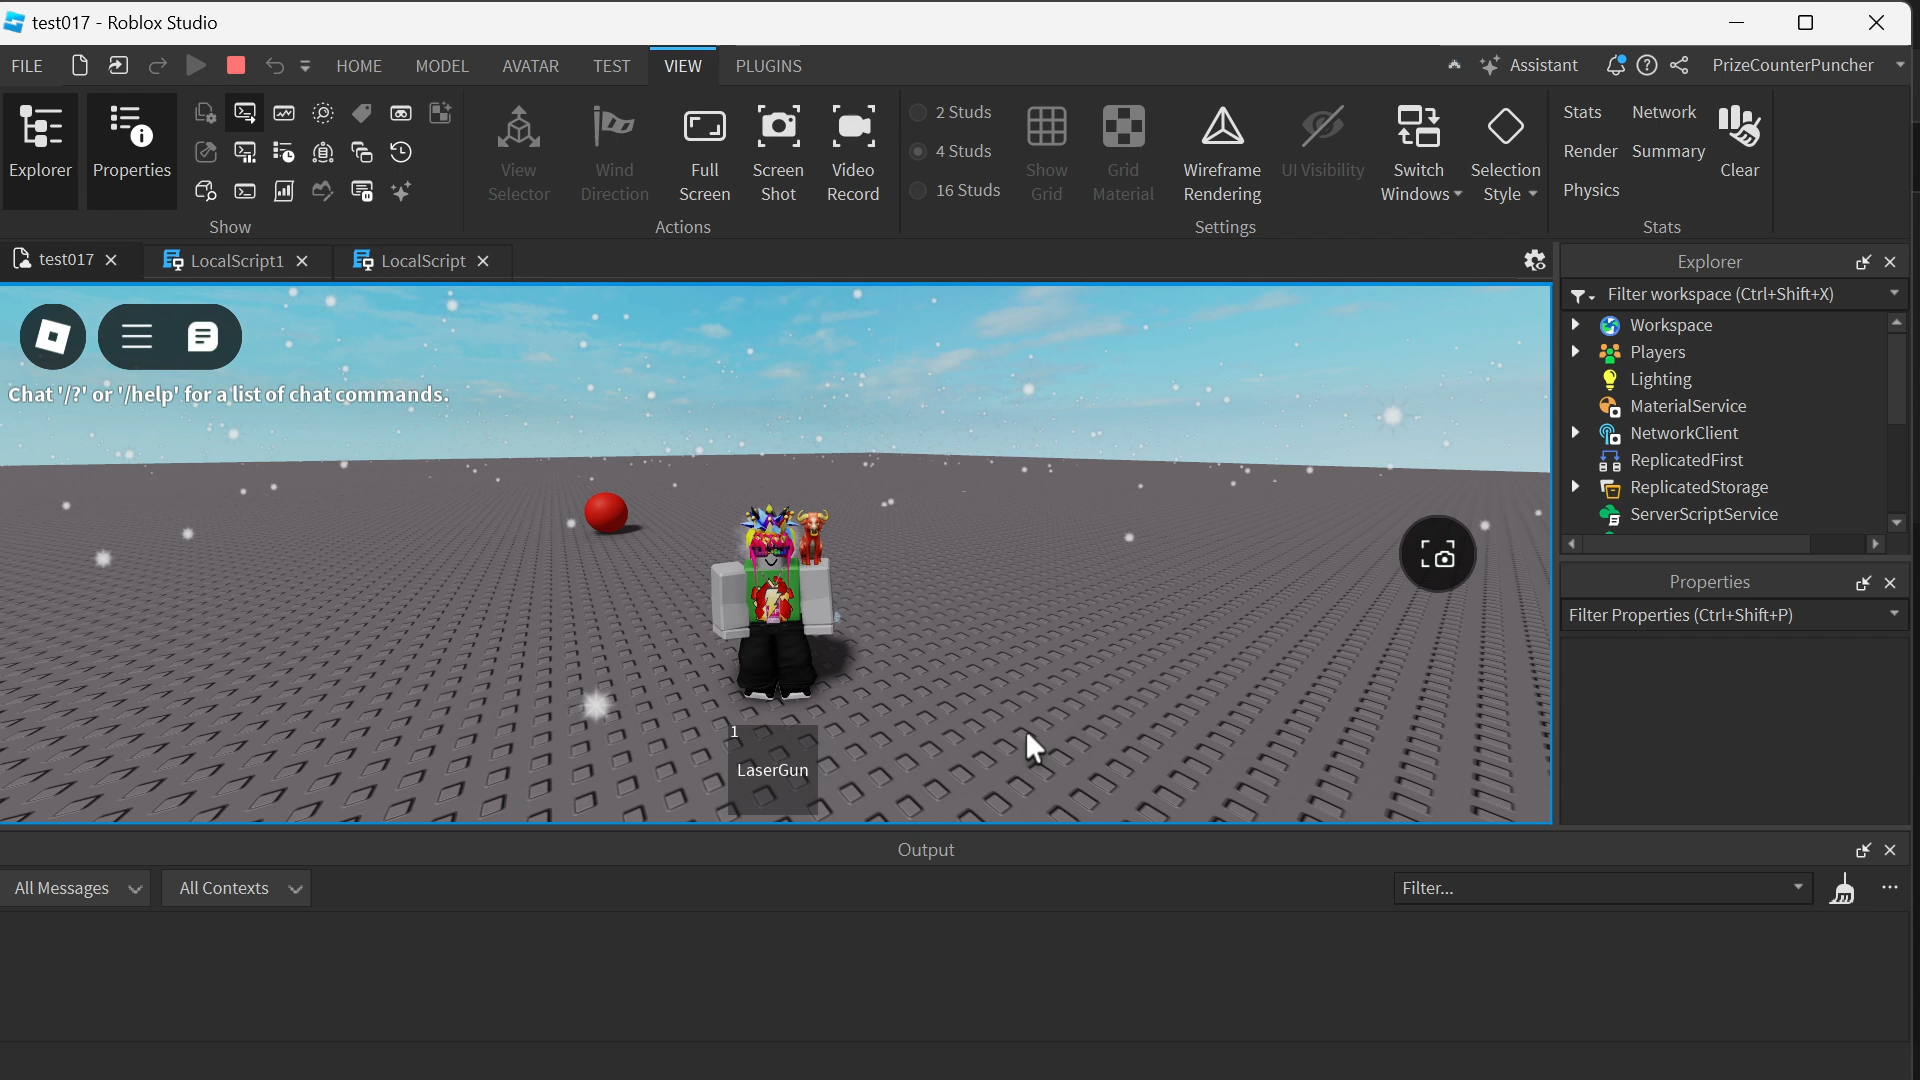 test017 - Roblox Studio
FILE HOME MODEL AVATAR TEST VIEW PLUGINS Assistant PrizeCounterPuncher
Explorer
Properties
Show
View
Selector
Wind
Direction
Full
Screen
Screen
Shot
Video
Record
Actions
2 Studs
4 Studs
16 Studs
Show
Grid
Grid
Material
Wireframe
Rendering
UI Visibility
Switch
Windows
Selection
Style
Settings
Stats Network
Render Summary
Physics
Clear
Stats
test017 LocalScript1 LocalScript
Chat '/?' or '/help' for a list of chat commands.
1
LaserGun
Explorer
Filter workspace (Ctrl+Shift+X)
Workspace
Players
Lighting
MaterialService
NetworkClient
ReplicatedFirst
ReplicatedStorage
ServerScriptService
Properties
Filter Properties (Ctrl+Shift+P)
Output
All Messages All Contexts Filter...